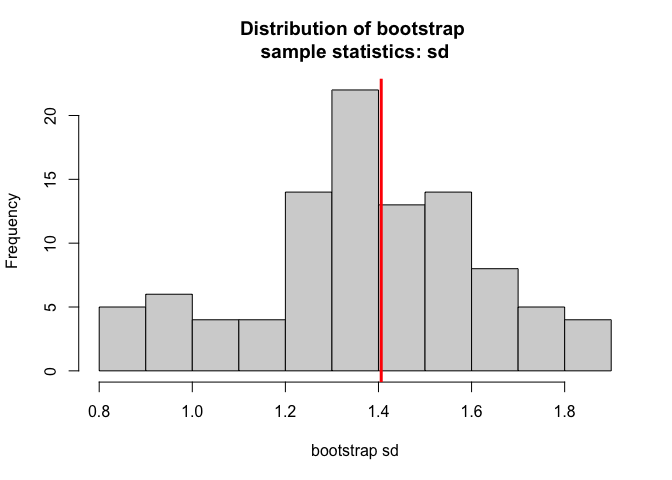 Distribution of bootstrap
sample statistics: sd
Frequency
20
15
10
5
0
0.8 1.0 1.2 1.4 1.6 1.8
bootstrap sd